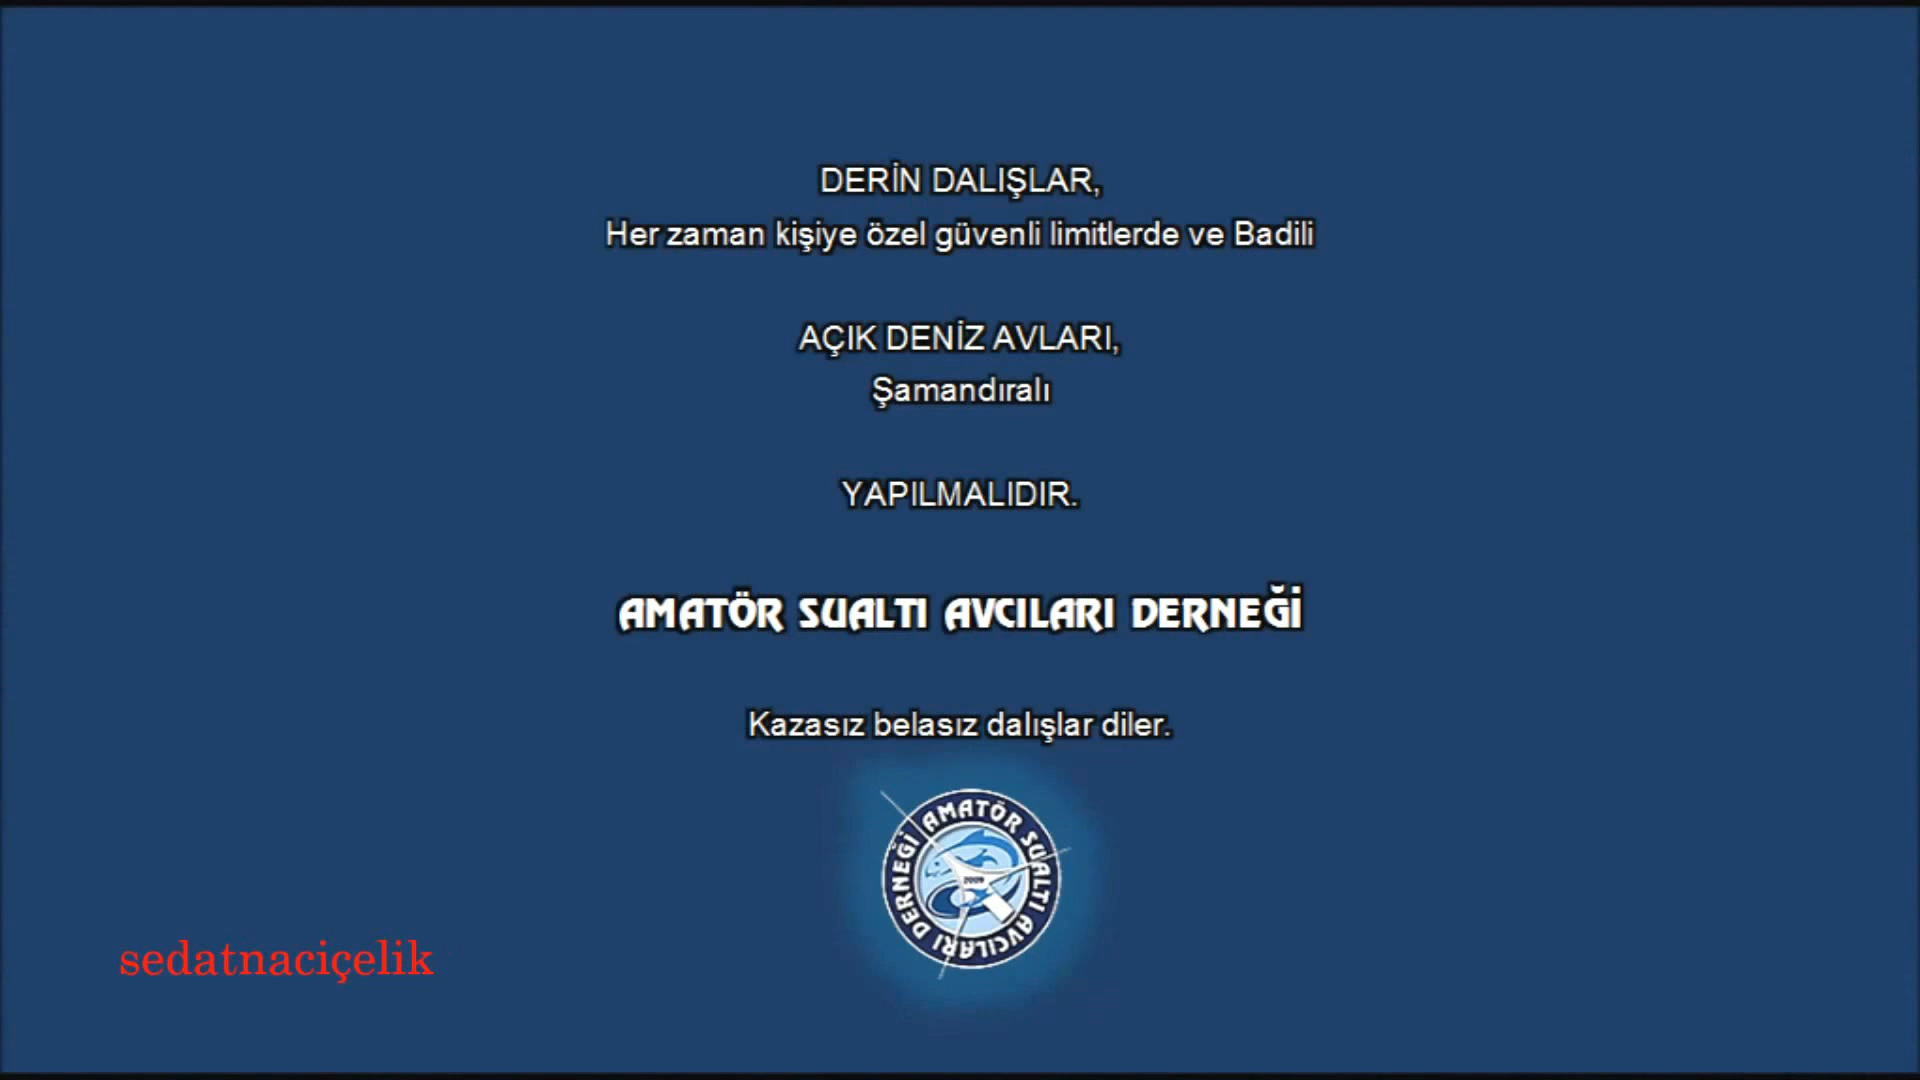 DERİN DALIŞLAR,
Her zaman kişiye özel güvenli limitlerde ve Badili
AÇIK DENİZ AVLARI,
Şamandıralı
YAPILMALIDIR.
AMATÖR SUALTI AVCILARI DERNEĞİ
Kazasız belasız dalışlar diler.
AMATÖR SUALTI AVCILARI DERNEĞİ
sedatnaciçelik